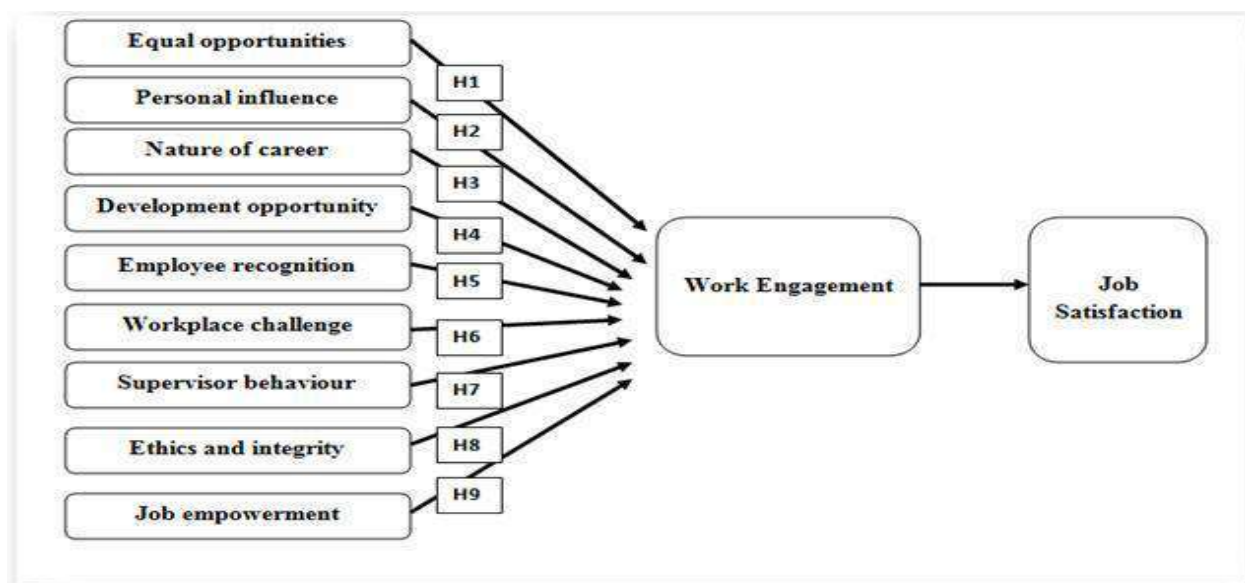 Equal opportunities
H1
Personal influence
H2
Nature of career
H3
Development opportunity
H4
Employee recognition
H5
Workplace challenge
H6
Supervisor behaviour
H7
Ethics and integrity
H8
Job empowerment
H9
Work Engagement
Job
Satisfaction